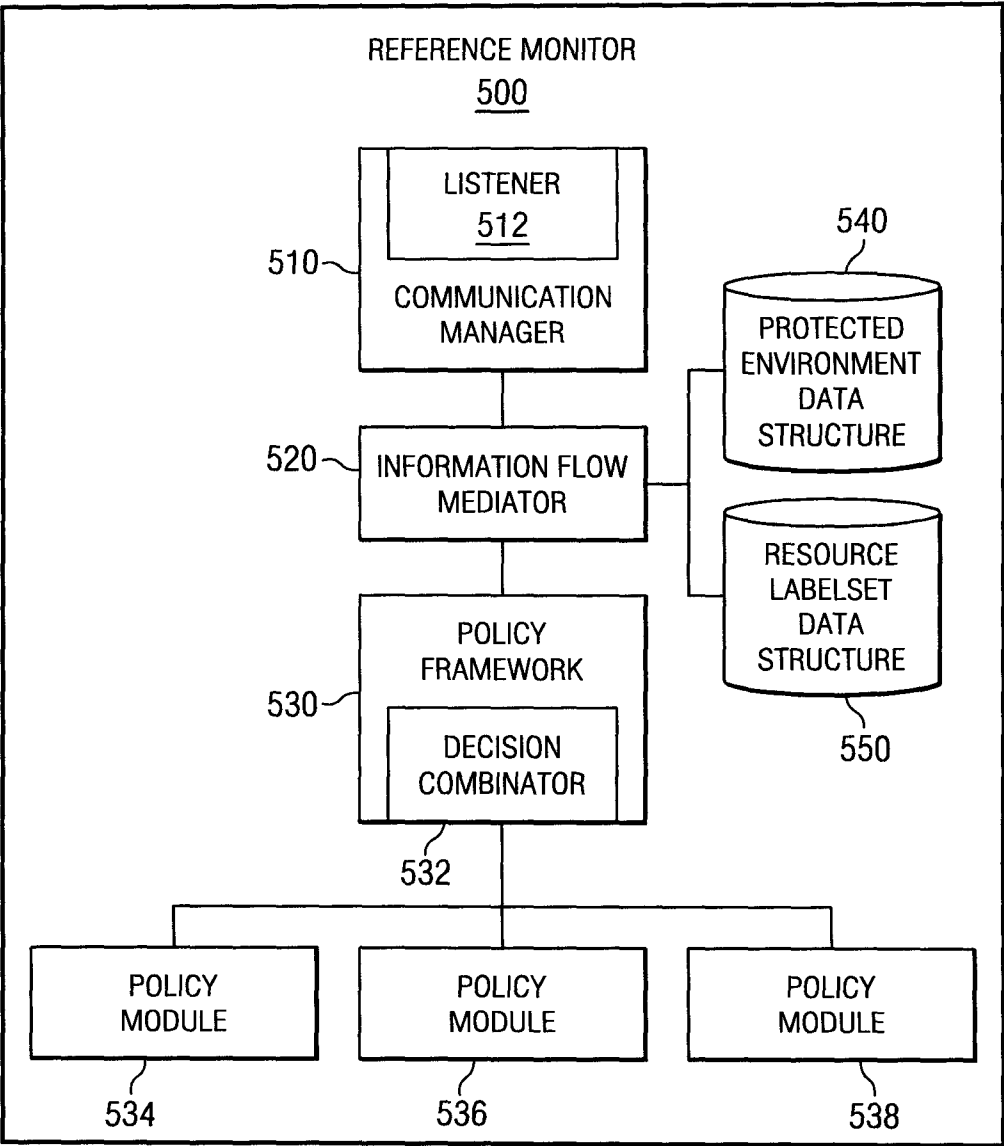 REFERENCE MONITOR
500
LISTENER
512
510
COMMUNICATION
MANAGER
540
PROTECTED
ENVIRONMENT
DATA
STRUCTURE
520
INFORMATION FLOW
MEDIATOR
RESOURCE
LABELSET
DATA
STRUCTURE
550
POLICY
FRAMEWORK
530
DECISION
COMBINATOR
532
POLICY
MODULE
534
POLICY
MODULE
536
POLICY
MODULE
538